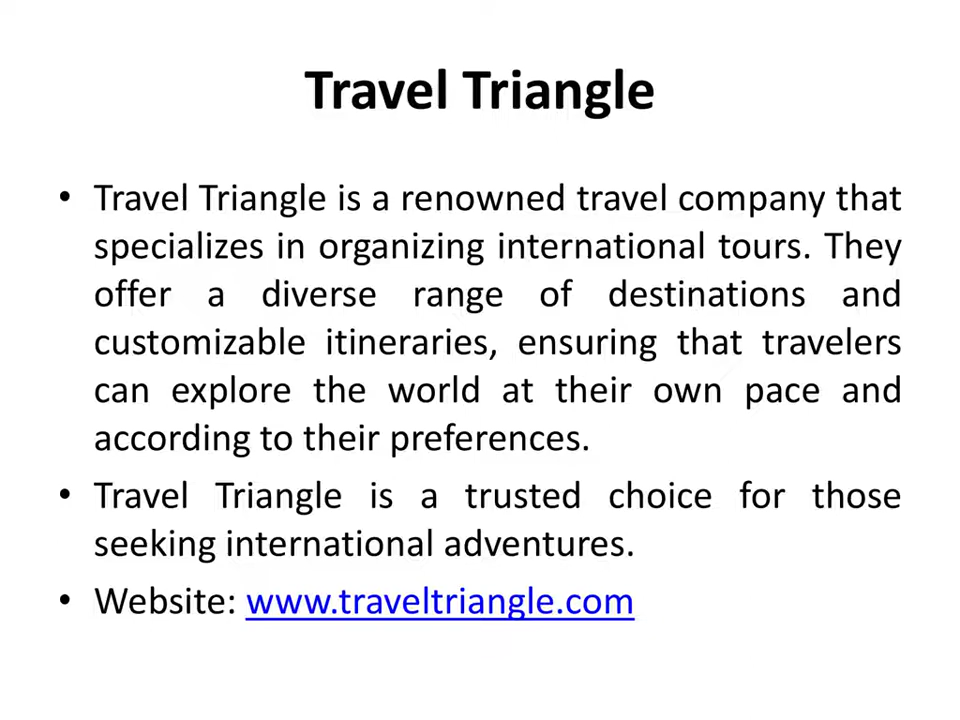 Travel Triangle
• Travel Triangle is a renowned travel company that
specializes in organizing international tours. They
offer a diverse range of destinations and
customizable itineraries, ensuring that travelers
can explore the world at their own pace and
according to their preferences.
• Travel Triangle is a trusted choice for those
seeking international adventures.
• Website: www.traveltriangle.com